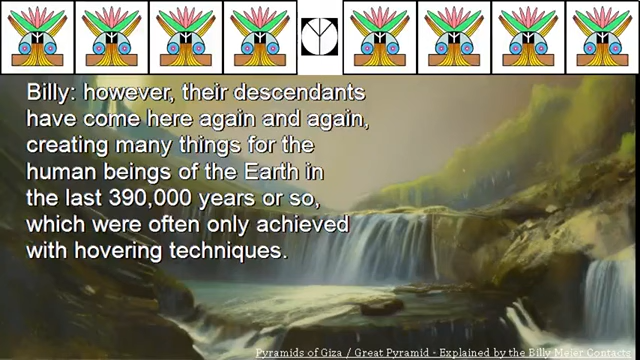 Billy: however, their descendants
have come here again and again,
creating many things for the
human beings of the Earth in
the last 390,000 years or so,
which were often only achieved
with hovering techniques.
Pyramids of Giza / Great Pyramid - Explained by the Billy Meier Contacts